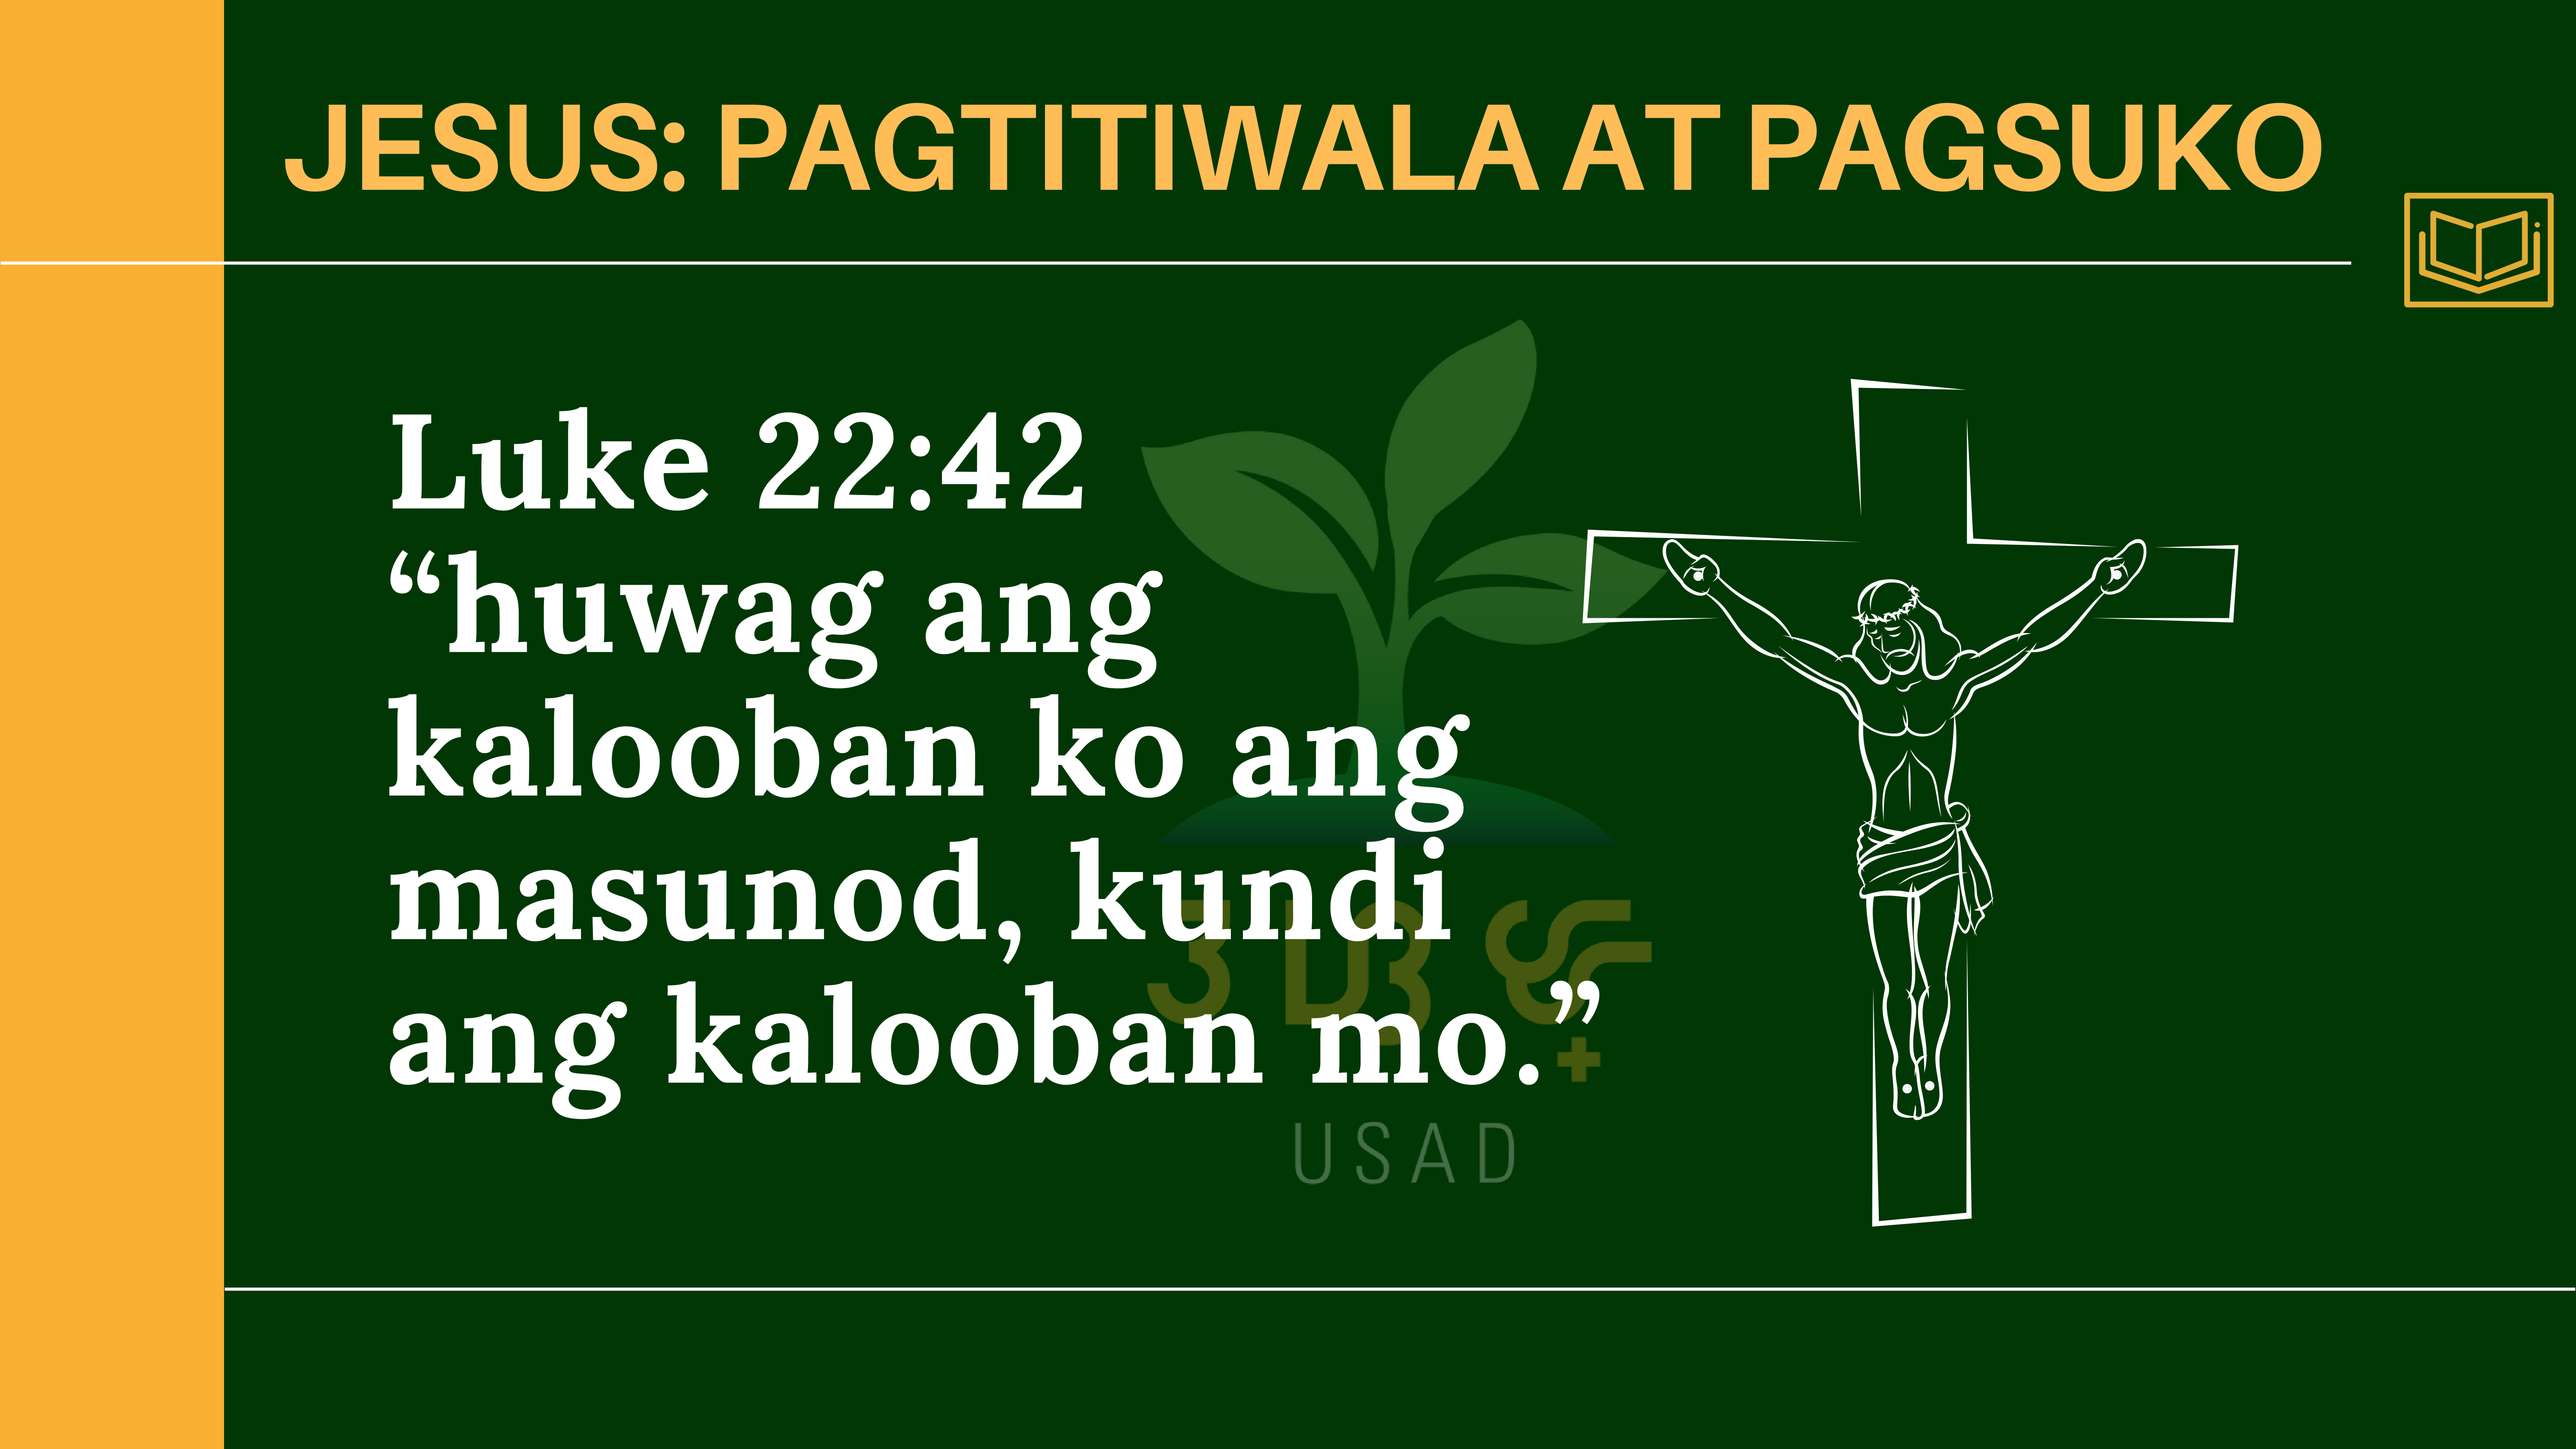 JESUS: PAGTITIWALA AT PAGSUKO
Luke 22:42
“huwag ang
kalooban ko ang
masunod, kundi
ang kalooban mo.”
USAD